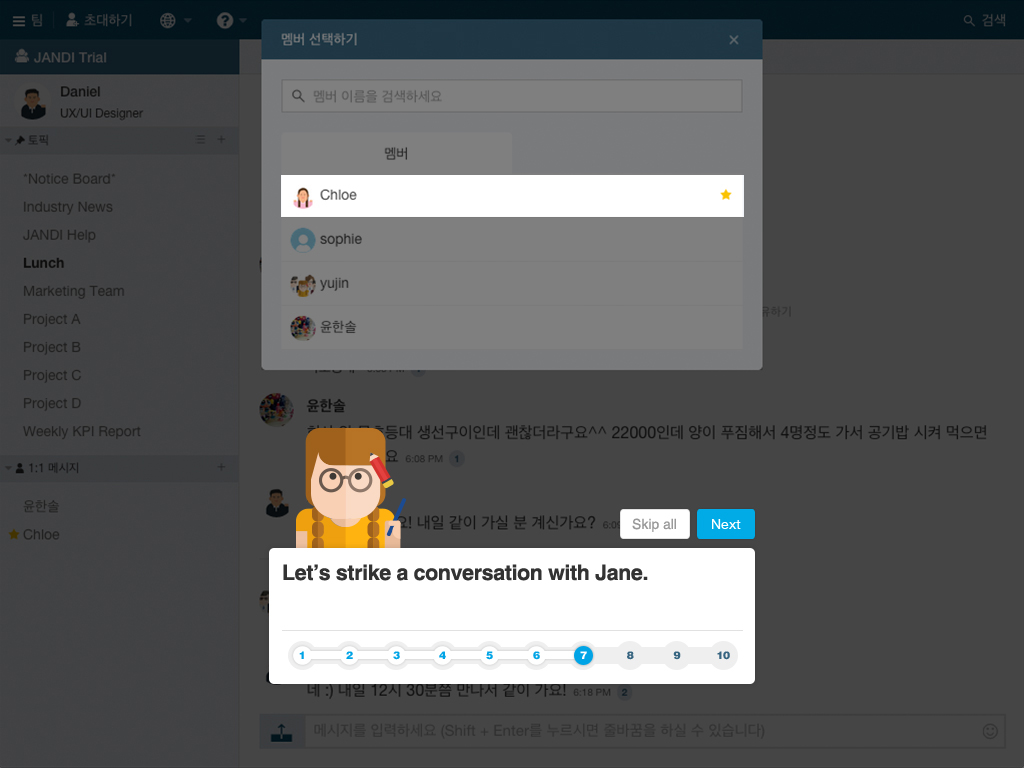 팀
초대하기
검색
JANDI Trial
Daniel
UX/UI Designer
토픽
*Notice Board*
Industry News
JANDI Help
Lunch
Marketing Team
Project A
Project B
Project C
Project D
Weekly KPI Report
1:1 메시지
윤한솔
Chloe
멤버 선택하기
멤버 이름을 검색하세요
멤버
Chloe
sophie
yujin
윤한솔
유하기
윤한솔
등대 생선구이인데 괜찮더라구요^^ 22000인데 양이 푸짐해서 4명정도 가서 공기밥 시켜 먹으면
요 6:08 PM 1
요! 내일 같이 가실 분 계신가요?
Skip all
Next
Let’s strike a conversation with Jane.
1 2 3 4 5 6 7 8 9 10
네 :) 내일 12시 30분쯤 만나서 같이 가요! 6:18 PM 2
메시지를 입력하세요 (Shift + Enter를 누르시면 줄바꿈을 하실 수 있습니다)